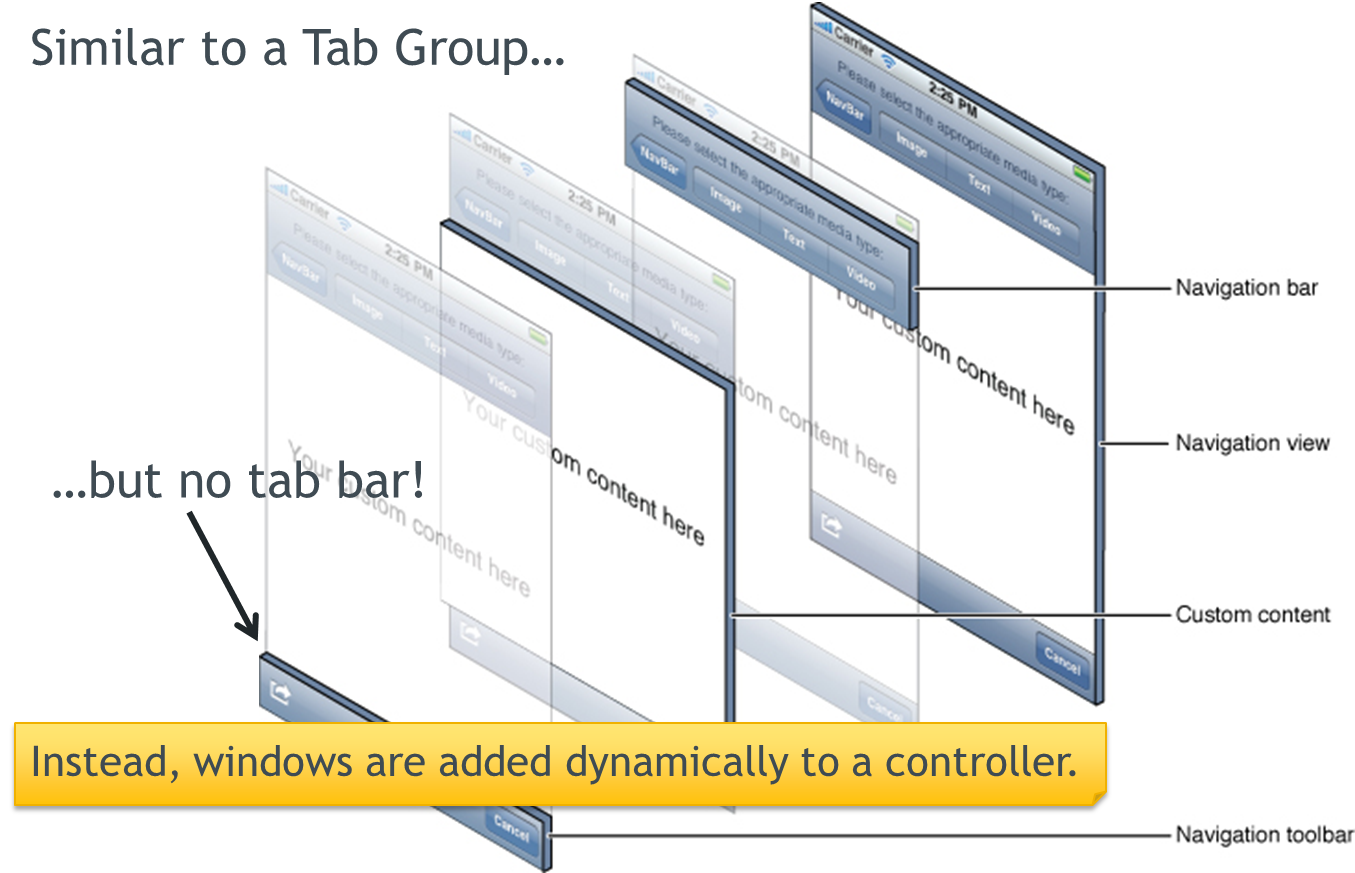 Similar to a Tab Group...
Carrier
2:25 PM
Please select the appropriate media type:
NavBar
Image
Text
Video
Your custom content here
Cancel
Carrier
2:25 PM
Please select the appropriate media type:
NavBar
Image
Text
Video
Your custom content here
Cancel
Carrier
2:25 PM
Please select the appropriate media type:
NavBar
Image
Text
Video
Your custom content here
Carrier
2:25 PM
Please select the appropriate media type:
NavBar
Image
Text
Video
Your custom content here
Cancel
Navigation bar
Navigation view
Custom content
Navigation toolbar
...but no tab bar!
Instead, windows are added dynamically to a controller.